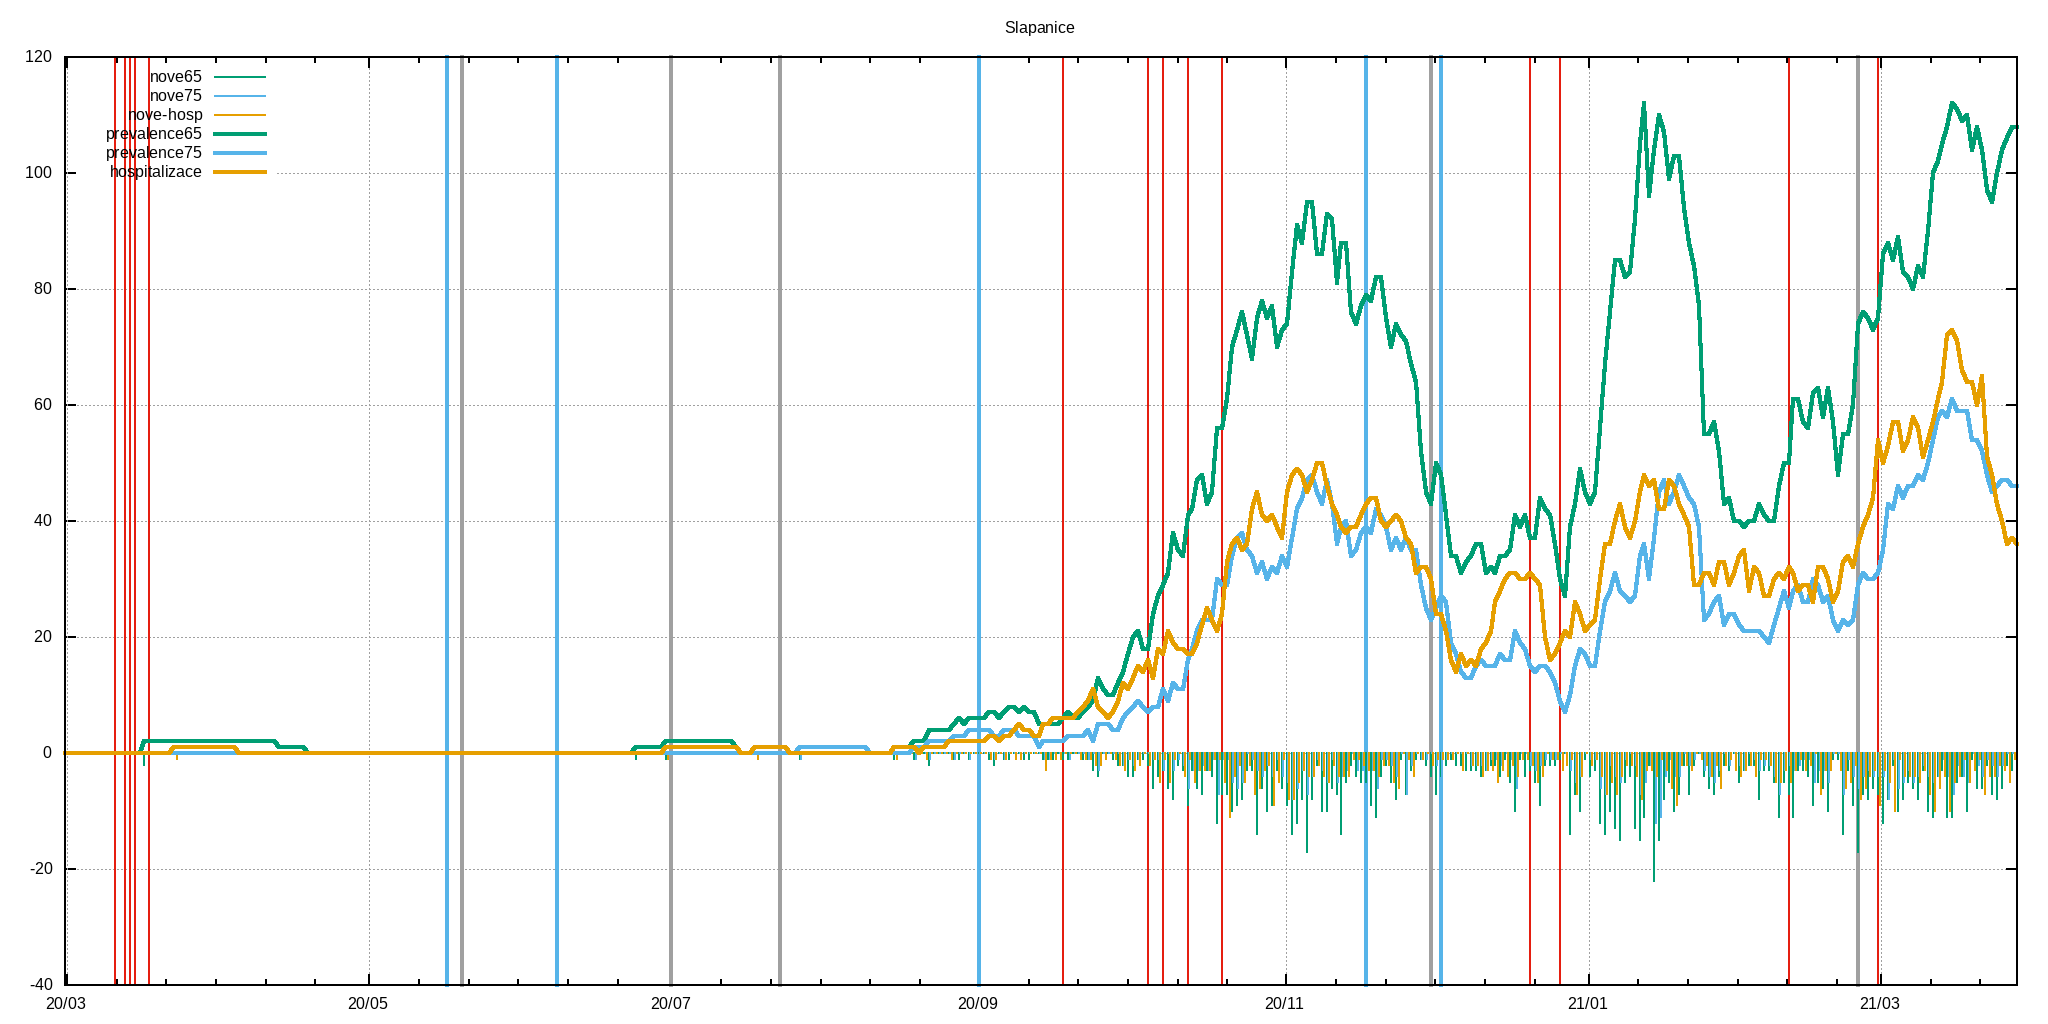 Slapanice
120
100
80
60
40
20
0
-20
-40
nove65
nove75
nove-hosp
prevalence65
prevalence75
hospitalizace
20/03 20/05 20/07 20/09 20/11 21/01 21/03